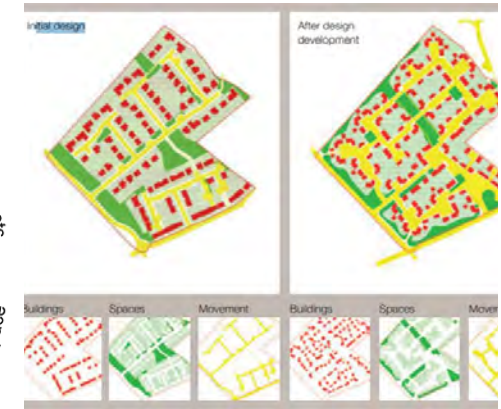 Initial design
After design
development
Buildings
Spaces
Movement
Buildings
Spaces